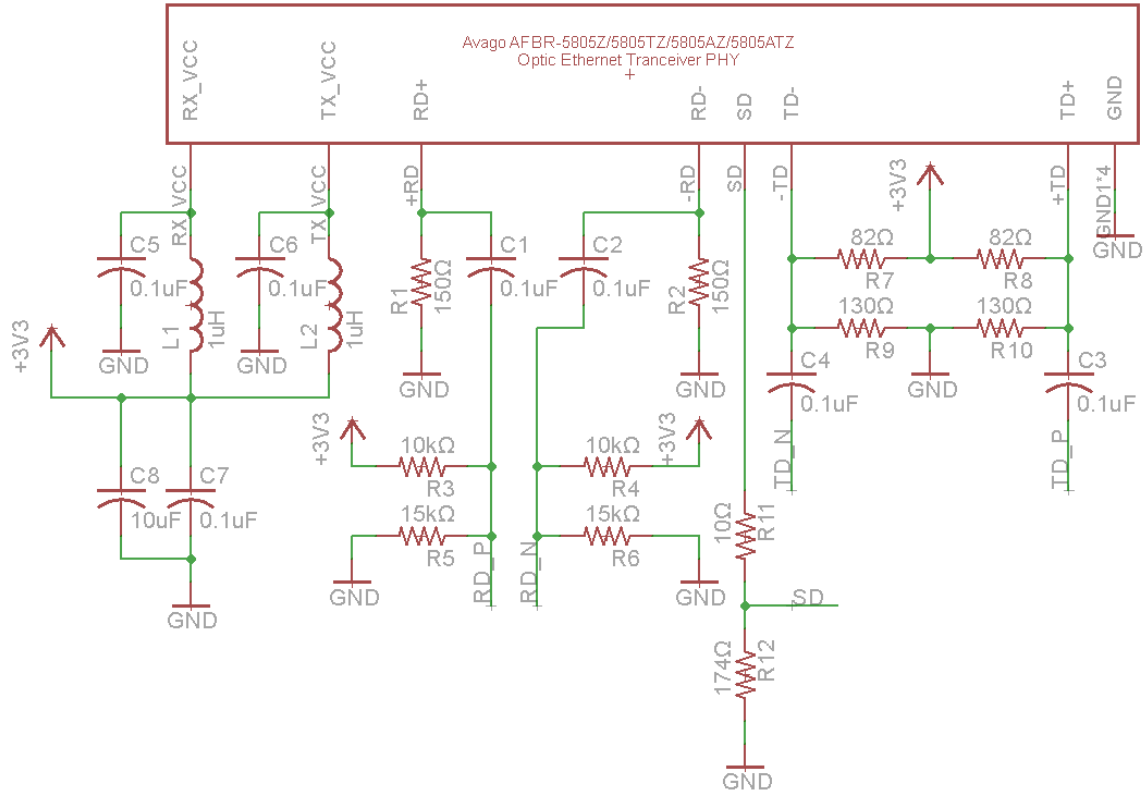 Avago AFBR-5805Z/5805TZ/5805AZ/5805ATZ
Optic Ethernet Tranceiver PHY
RX_VCC
TX_VCC
RD+
RD-
SD
TD-
TD+
GND
RX_VCC
TX_VCC
+RD
-RD
SD
-TD
+3V3
+TD
GND1*4
GND
C5
0.1uF
L1
1uH
GND
C6
0.1uF
L2
1uH
GND
R1
150Ω
GND
C1
C2
R2
150Ω
GND
82Ω
R7
82Ω
R8
130Ω
R9
130Ω
R10
GND
C4
0.1uF
TD_N
C3
0.1uF
TD_P
+3V3
C8
10uF
C7
0.1uF
GND
+3V3
10kΩ
R3
15kΩ
R5
GND
RD_P
RD_N
10kΩ
R4
+3V3
15kΩ
R6
GND
10Ω
R11
SD
174Ω
R12
GND